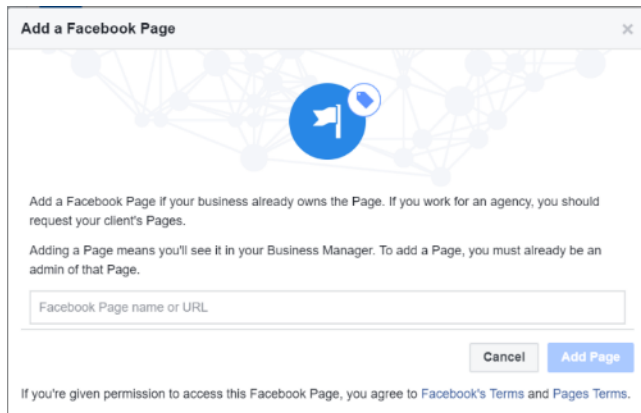 Add a Facebook Page
Add a Facebook Page if your business already owns the Page. If you work for an agency, you should
request your client's Pages.
Adding a Page means you'll see it in your Business Manager. To add a Page, you must already be an
admin of that Page.
Facebook Page name or URL
Cancel
Add Page
If you're given permission to access this Facebook Page, you agree to Facebook's Terms and Pages Terms.